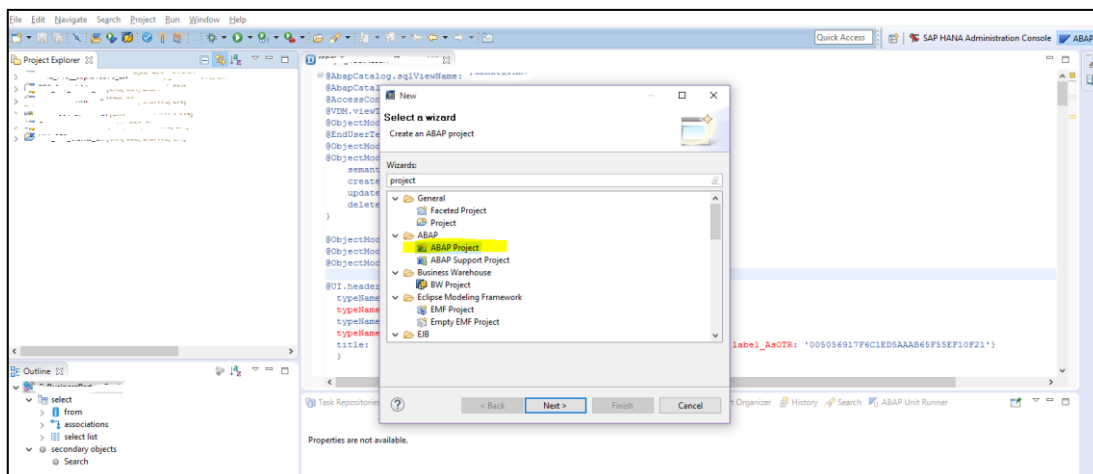 File Edit Navigate Search Project Run Window Help
Quick Access SAP HANA Administration Console ABAP
Project Explorer
@AbapCatalog.sqlViewName:
@AbapCatal
@AccessCon
@VDM.viewT
@ObjectMod
@EndUserTe
@ObjectMod
@ObjectMod
semant
create
update
delete
}
@ObjectMod
@ObjectMod
@ObjectMod
@UI.header
typeName
typeName
typeName
typeName
title: label_AsOTR: '005056917F6C1ED5AAAB65F55EF10F21'}
}
New
Select a wizard
Create an ABAP project
Wizards:
project
General
Faceted Project
Project
ABAP
ABAP Project
ABAP Support Project
Business Warehouse
BW Project
Eclipse Modeling Framework
EMF Project
Empty EMF Project
EJB
< Back Next > Finish Cancel
Outline
select
from
associations
select list
secondary objects
Search
Task Repositories Organizer History Search ABAP Unit Runner
Properties are not available.